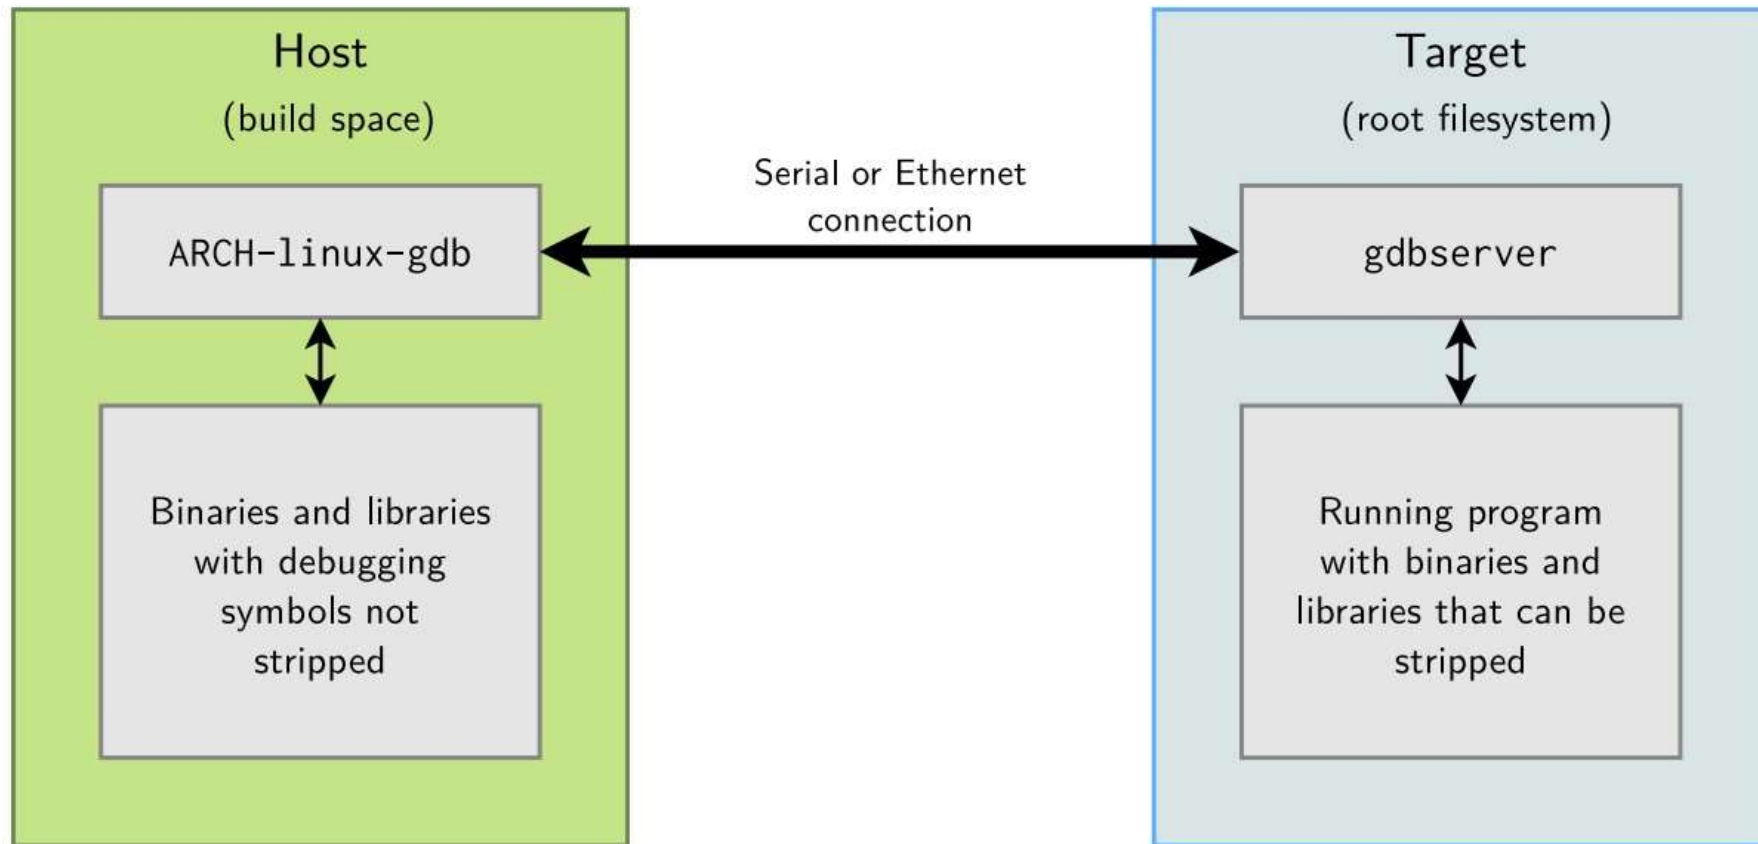 Host
(build space)
ARCH-linux-gdb
Binaries and libraries
with debugging
symbols not
stripped
Serial or Ethernet
connection
Target
(root filesystem)
gdbserver
Running program
with binaries and
libraries that can be
stripped